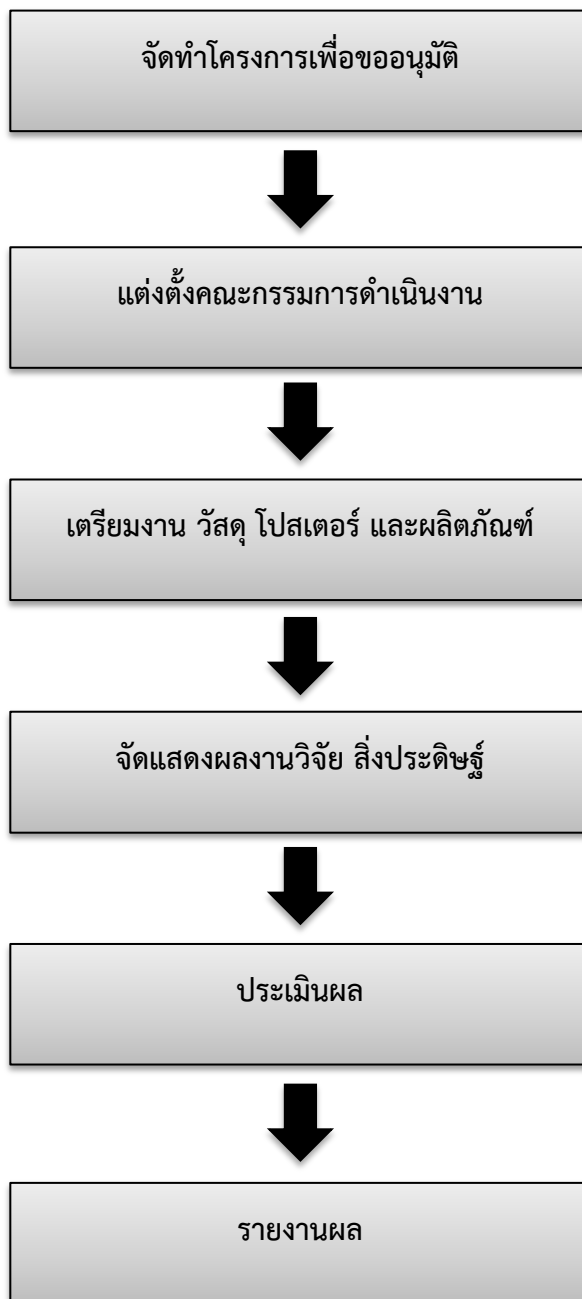 จัดทำโครงการเพื่อขออนุมัติ
แต่งตั้งคณะกรรมการดำเนินงาน
เตรียมงาน วัสดุ โปสเตอร์ และผลิตภัณฑ์
จัดแสดงผลงานวิจัย สิ่งประดิษฐ์
ประเมินผล
รายงานผล